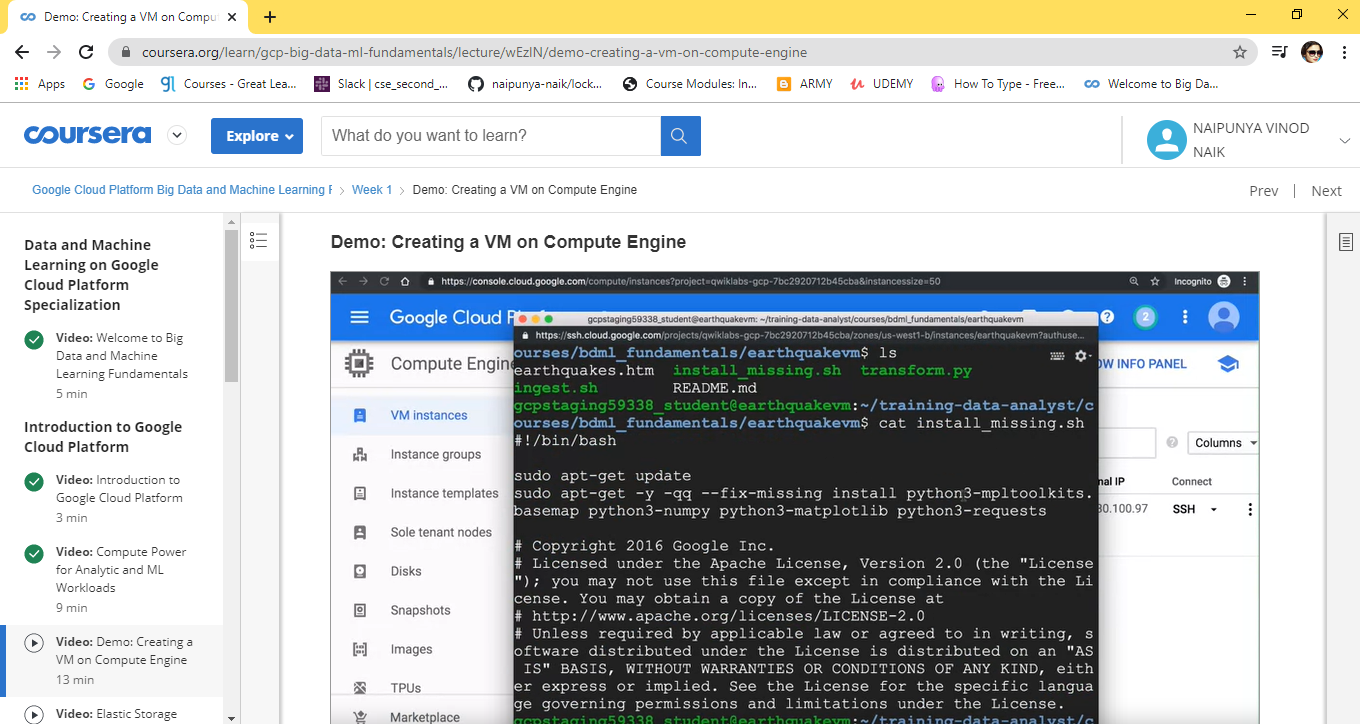 Demo: Creating a VM on Compu
coursera.org/learn/gcp-big-data-ml-fundamentals/lecture/wEzIN/demo-creating-a-vm-on-compute-engine
Apps Google Courses - Great Lea... Slack | cse_second_... naipunya-naik/lock... Course Modules: In... ARMY UDEMY How To Type - Free... Welcome to Big Da...
coursera Explore What do you want to learn? NAIPUNYA VINOD
NAIK
Google Cloud Platform Big Data and Machine Learning F > Week 1 > Demo: Creating a VM on Compute Engine Prev | Next
Data and Machine
Learning on Google
Cloud Platform
Specialization
Video: Welcome to Big
Data and Machine
Learning Fundamentals
5 min
Introduction to Google
Cloud Platform
Video: Introduction to
Google Cloud Platform
3 min
Video: Compute Power
for Analytic and ML
Workloads
9 min
Video: Demo: Creating a
VM on Compute Engine
13 min
Video: Elastic Storage
Demo: Creating a VM on Compute Engine
https://console.cloud.google.com/compute/instances?project=qwiklabs-gcp-7bc2920712b45cba&instancessize=50 Incognito
Google Cloud Pl ? 2
Compute Engine OW INFO PANEL
VM instances
Instance groups
Instance templates
Sole tenant nodes
Disks
Snapshots
Images
TPUs
Marketplace
Columns
nal IP Connect
30.100.97 SSH
gcpstaging59338_student@earthquakevm: ~/training-data-analyst/courses/bdml_fundamentals/earthquakevm
https://ssh.cloud.google.com/projects/qwiklabs-gcp-7bc2920712b45cba/zones/us-west1-b/instances/earthquakevm?authuse...
ourses/bdml_fundamentals/earthquakevm$ ls
earthquakes.htm install_missing.sh transform.py
ingest.sh README.md
gcpstaging59338_student@earthquakevm:~/training-data-analyst/c
ourses/bdml_fundamentals/earthquakevm$ cat install_missing.sh
#!/bin/bash
sudo apt-get update
sudo apt-get -y -qq --fix-missing install python3-mpltoolkits.
basemap python3-numpy python3-matplotlib python3-requests
# Copyright 2016 Google Inc.
# Licensed under the Apache License, Version 2.0 (the "License
"); you may not use this file except in compliance with the Li
cense. You may obtain a copy of the License at
# http://www.apache.org/licenses/LICENSE-2.0
# Unless required by applicable law or agreed to in writing, s
oftware distributed under the License is distributed on an "AS
IS" BASIS, WITHOUT WARRANTIES OR CONDITIONS OF ANY KIND, eith
er express or implied. See the License for the specific langua
ge governing permissions and limitations under the License.
gcpstaging59338_student@earthquakevm:~/training-data-analyst/c